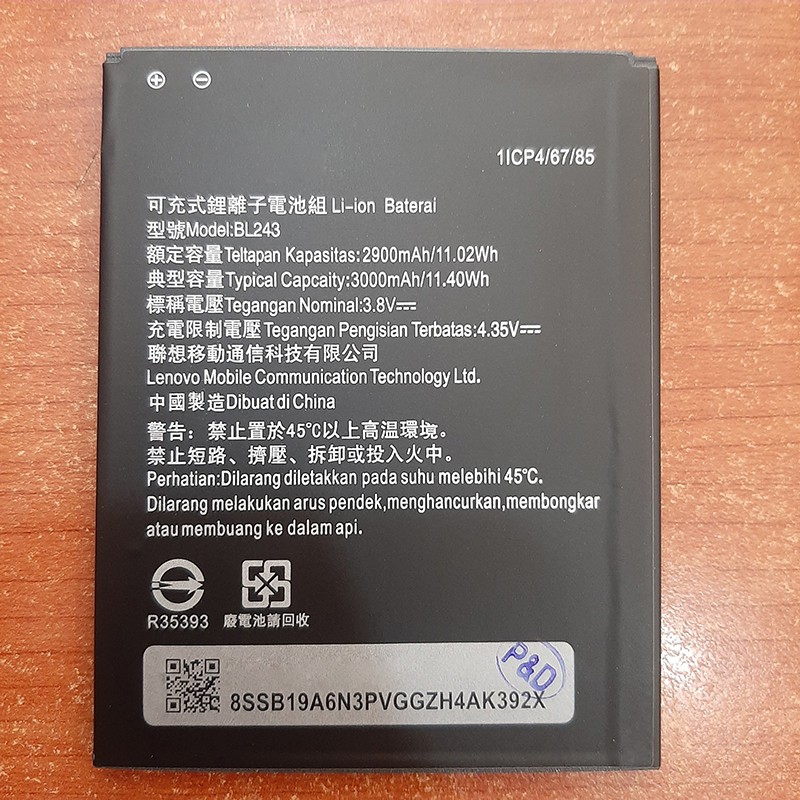 1ICP4/67/85
可充式鋰離子電池組 Li-ion Baterai
型號Model:BL243
額定容量Teltapan Kapasitas:2900mAh/11.02Wh
典型容量Typical Capcaity:3000mAh/11.40Wh
標稱電壓Tegangan Nominal:3.8V⎓
充電限制電壓Tegangan Pengisian Terbatas:4.35V⎓
聯想移動通信科技有限公司
Lenovo Mobile Communication Technology Ltd.
中國製造Dibuat di China
警告：禁止置於45℃以上高温環境。
禁止短路、擠壓、拆卸或投入火中。
Perhatian:Dilarang diletakkan pada suhu melebihi 45℃.
Dilarang melakukan arus pendek,menghancurkan,membongkar
atau membuang ke dalam api.
R35393 廢電池請回收
P&D
8SSB19A6N3PVGGZH4AK392X